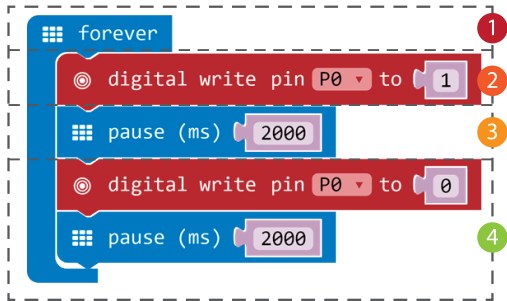 forever 1
digital write pin P0 to 1 2
pause (ms) 2000 3
digital write pin P0 to 0
pause (ms) 2000 4